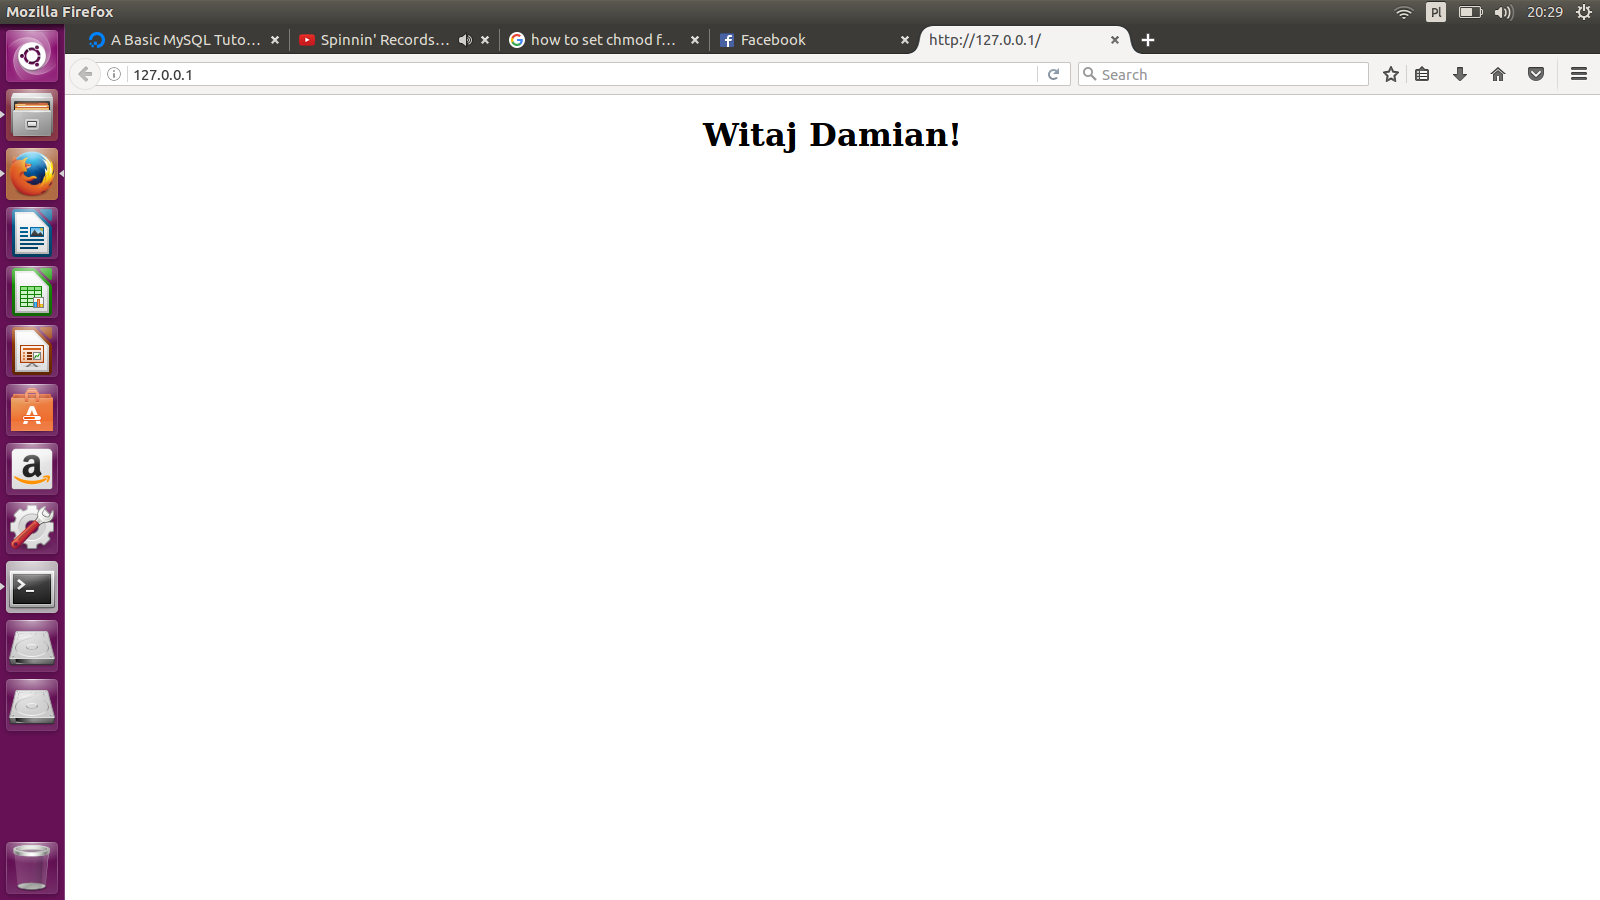 Mozilla Firefox
Pl
20:29
A Basic MySQL Tuto...
Spinnin' Records...
how to set chmod f...
Facebook
http://127.0.0.1/
127.0.0.1
Search
Witaj Damian!